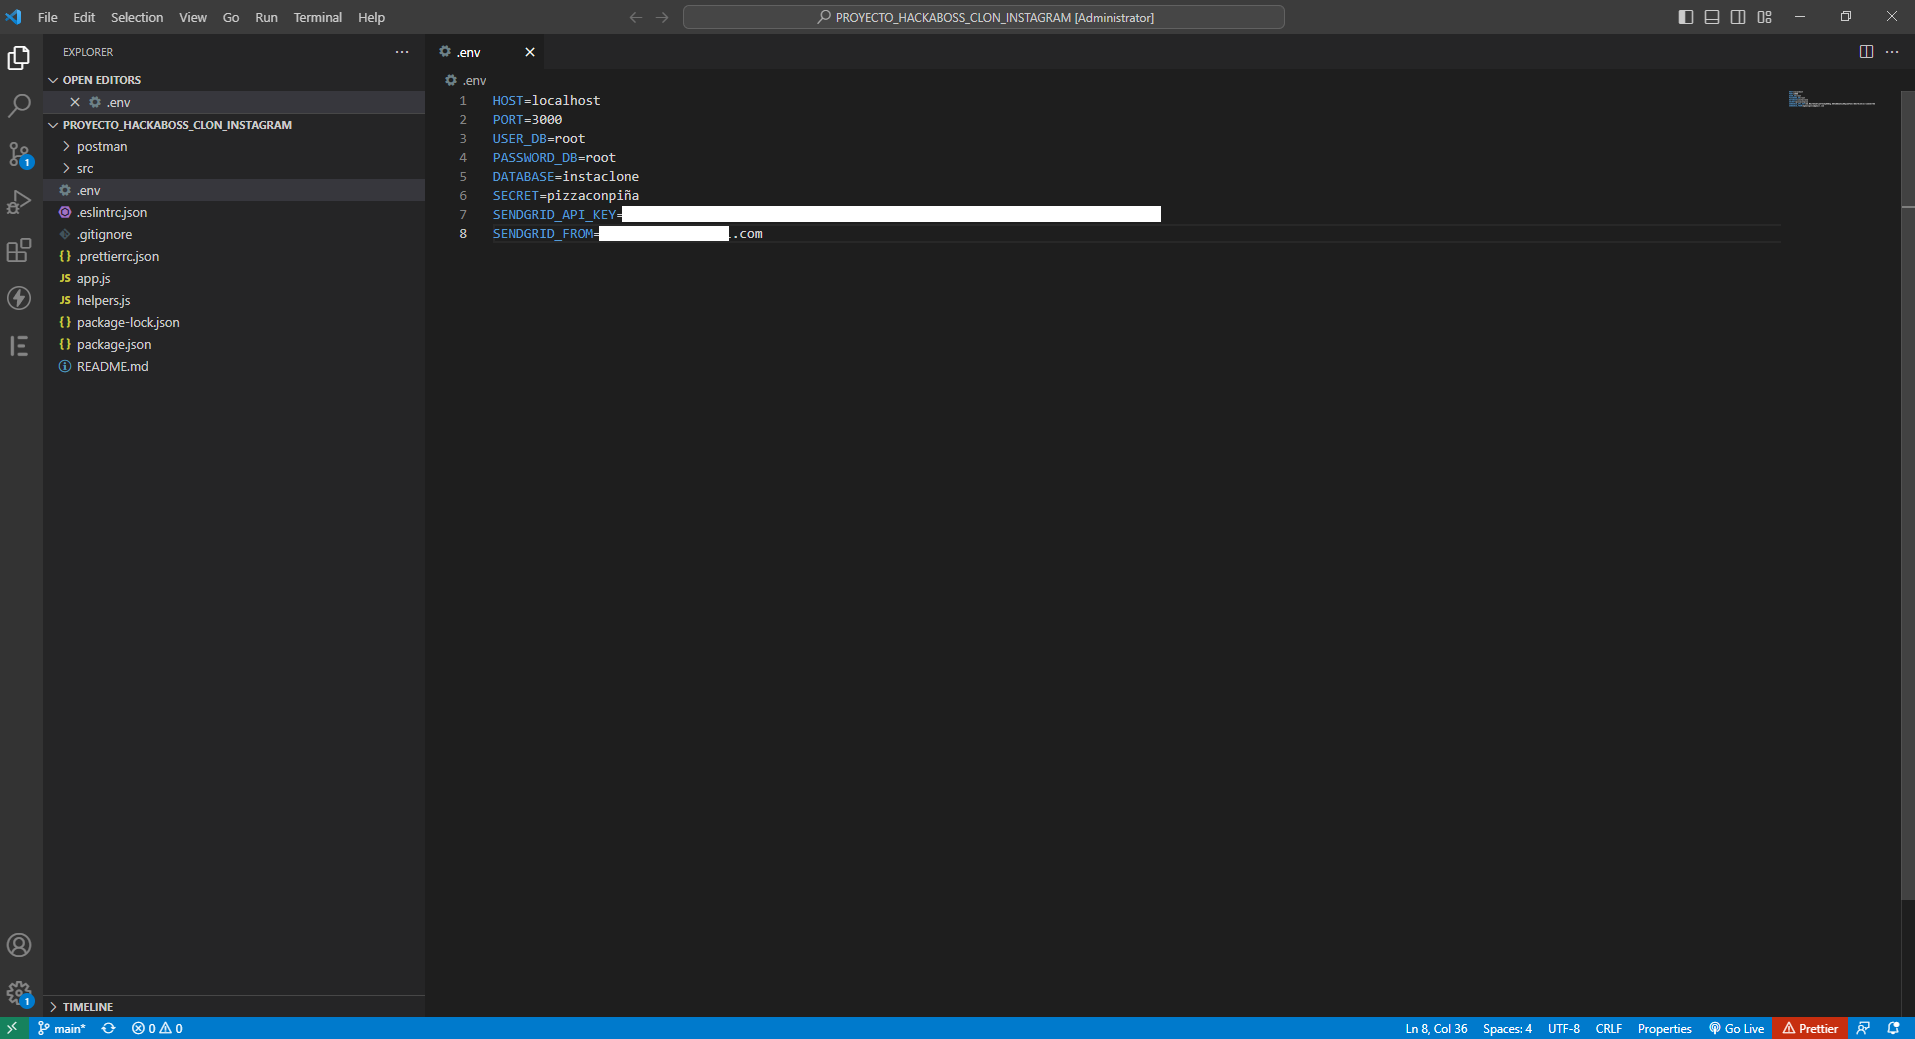 File Edit Selection View Go Run Terminal Help
PROYECTO_HACKABOSS_CLON_INSTAGRAM [Administrator]
EXPLORER
OPEN EDITORS
.env
PROYECTO_HACKABOSS_CLON_INSTAGRAM
postman
src
.env
.eslintrc.json
.gitignore
.prettierrc.json
JS app.js
JS helpers.js
package-lock.json
package.json
README.md
TIMELINE
.env
.env
1 HOST=localhost
2 PORT=3000
3 USER_DB=root
4 PASSWORD_DB=root
5 DATABASE=instaclone
6 SECRET=pizzaconpiña
7 SENDGRID_API_KEY=
8 SENDGRID_FROM= .com
1
1
main* 0 0 Ln 8, Col 36 Spaces: 4 UTF-8 CRLF Properties Go Live Prettier